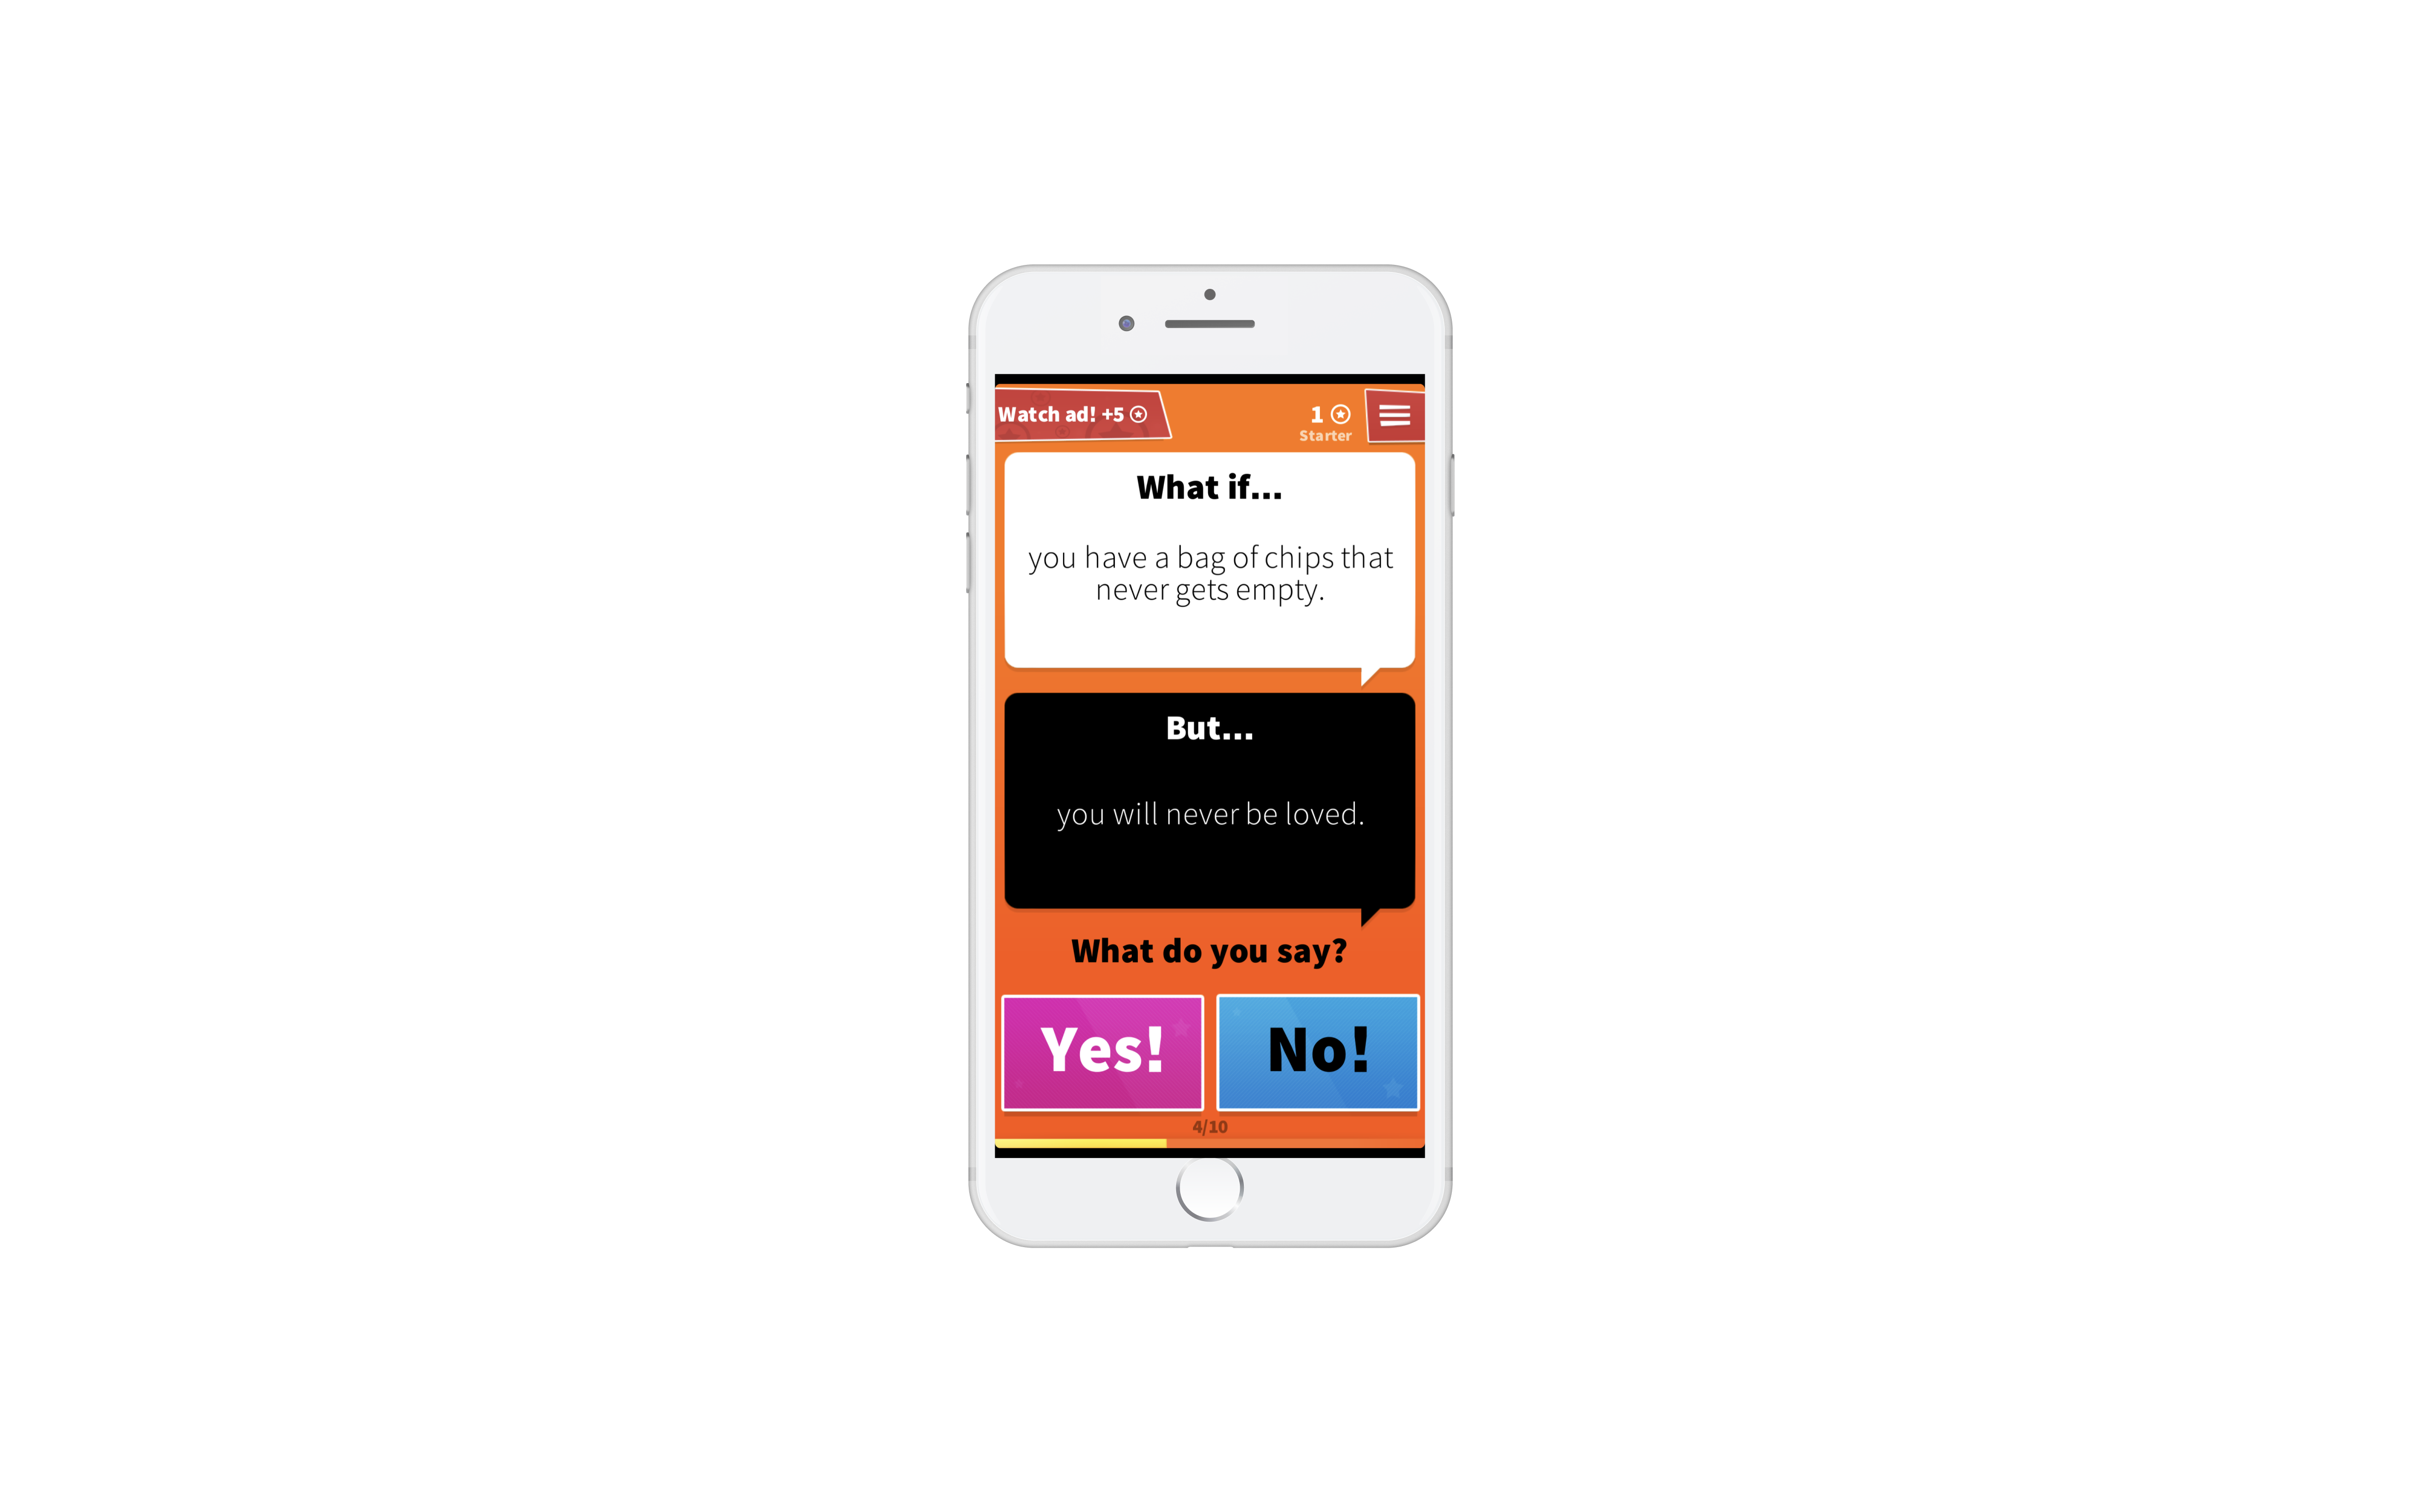 Watch ad! +5
1
Starter
What if...
you have a bag of chips that
never gets empty.
But...
you will never be loved.
What do you say?
Yes!
No!
4/10